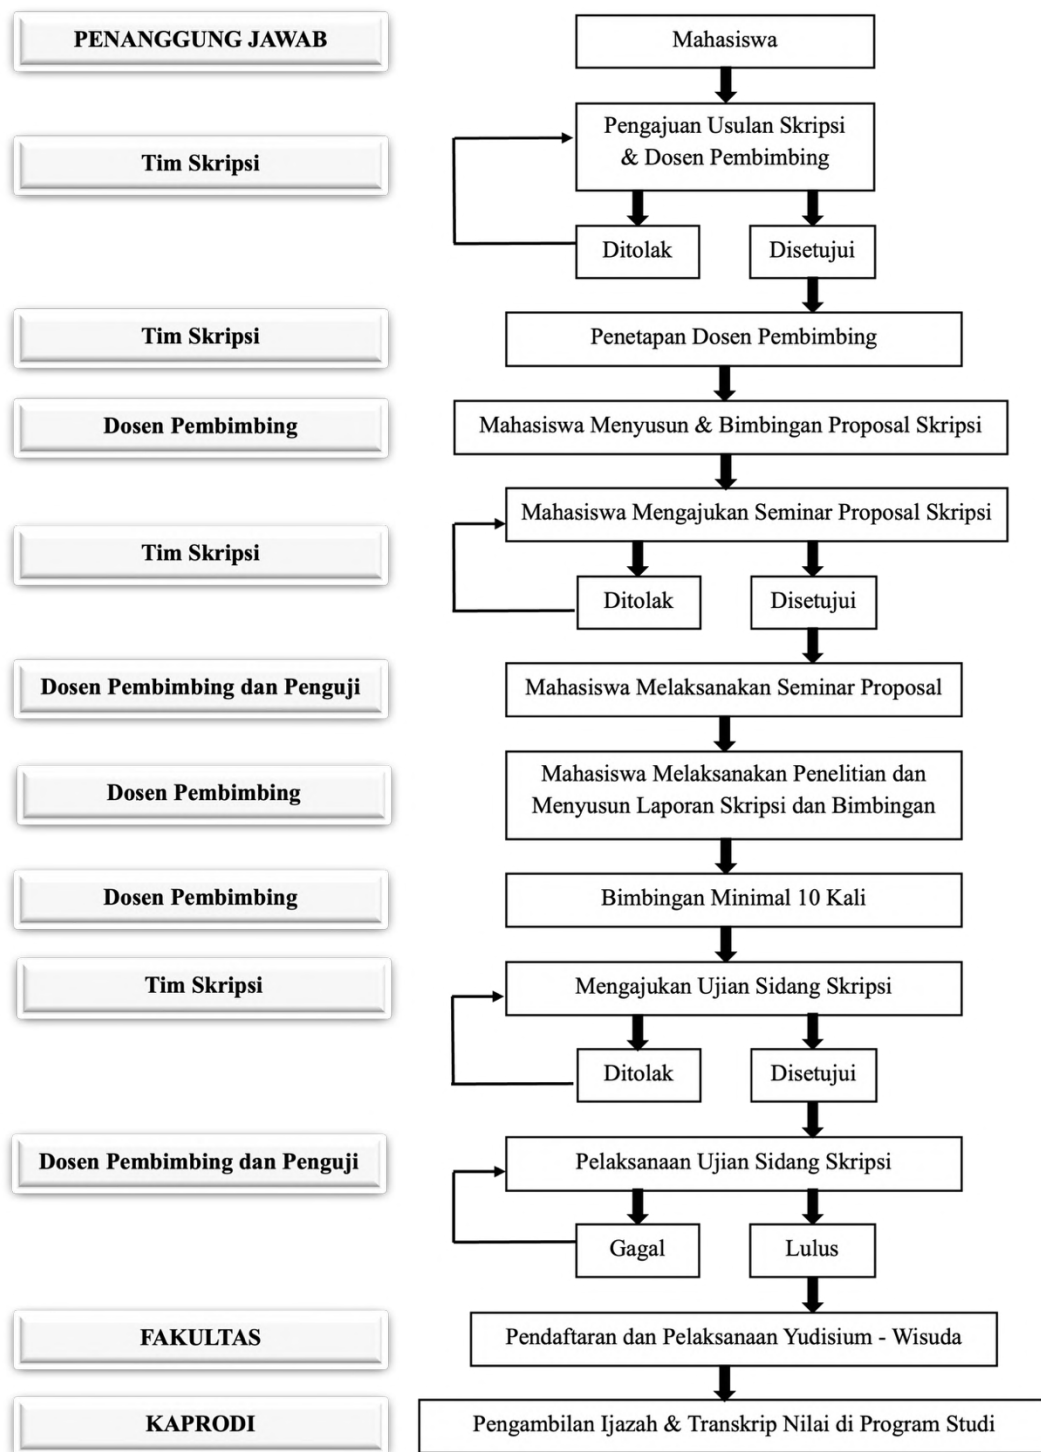 PENANGGUNG JAWAB
Mahasiswa
Tim Skripsi
Pengajuan Usulan Skripsi
& Dosen Pembimbing
Ditolak
Disetujui
Tim Skripsi
Penetapan Dosen Pembimbing
Dosen Pembimbing
Mahasiswa Menyusun & Bimbingan Proposal Skripsi
Tim Skripsi
Mahasiswa Mengajukan Seminar Proposal Skripsi
Ditolak
Disetujui
Dosen Pembimbing dan Penguji
Mahasiswa Melaksanakan Seminar Proposal
Dosen Pembimbing
Mahasiswa Melaksanakan Penelitian dan
Menyusun Laporan Skripsi dan Bimbingan
Dosen Pembimbing
Bimbingan Minimal 10 Kali
Tim Skripsi
Mengajukan Ujian Sidang Skripsi
Ditolak
Disetujui
Dosen Pembimbing dan Penguji
Pelaksanaan Ujian Sidang Skripsi
Gagal
Lulus
FAKULTAS
Pendaftaran dan Pelaksanaan Yudisium - Wisuda
KAPRODI
Pengambilan Ijazah & Transkrip Nilai di Program Studi